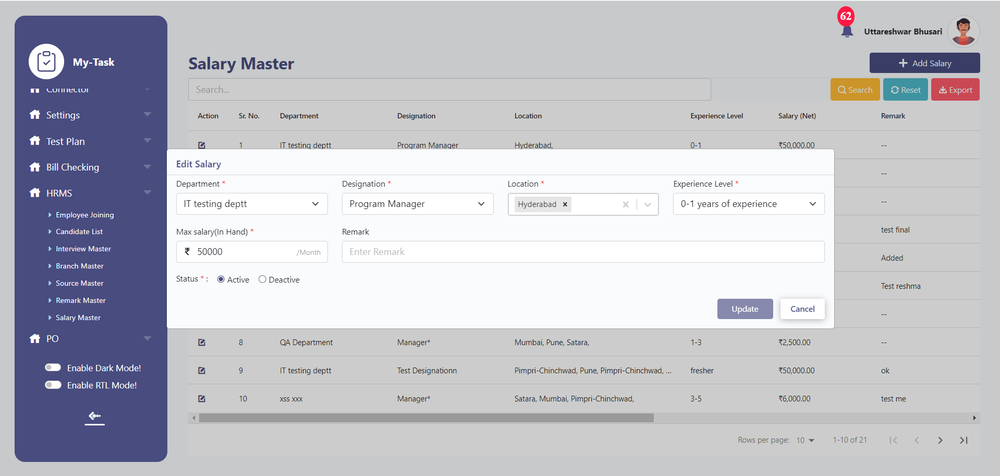 62
Uttareshwar Bhusari
My-Task
Connector
Settings
Test Plan
Bill Checking
HRMS
Employee Joining
Candidate List
Interview Master
Branch Master
Source Master
Remark Master
Salary Master
PO
Enable Dark Mode!
Enable RTL Mode!
Salary Master
Add Salary
Search...
Search
Reset
Export
Action Sr. No. Department Designation Location Experience Level Salary (Net) Remark
1 IT testing deptt Program Manager Hyderabad, 0-1 ₹50,000.00 --
--
--
test final
Added
Test reshma
--
Edit Salary
Department * Designation * Location * Experience Level *
IT testing deptt Program Manager Hyderabad 0-1 years of experience
Max salary(In Hand) * Remark
₹ 50000 /Month Enter Remark
Status * : Active Deactive
Update Cancel
8 QA Department Manager* Mumbai, Pune, Satara, 1-3 ₹2,500.00 --
9 IT testing deptt Test Designationn Pimpri-Chinchwad, Pune, Pimpri-Chinchwad, ... fresher ₹50,000.00 ok
10 xss xxx Manager* Satara, Mumbai, Pimpri-Chinchwad, 3-5 ₹6,000.00 test me
Rows per page: 10 1-10 of 21